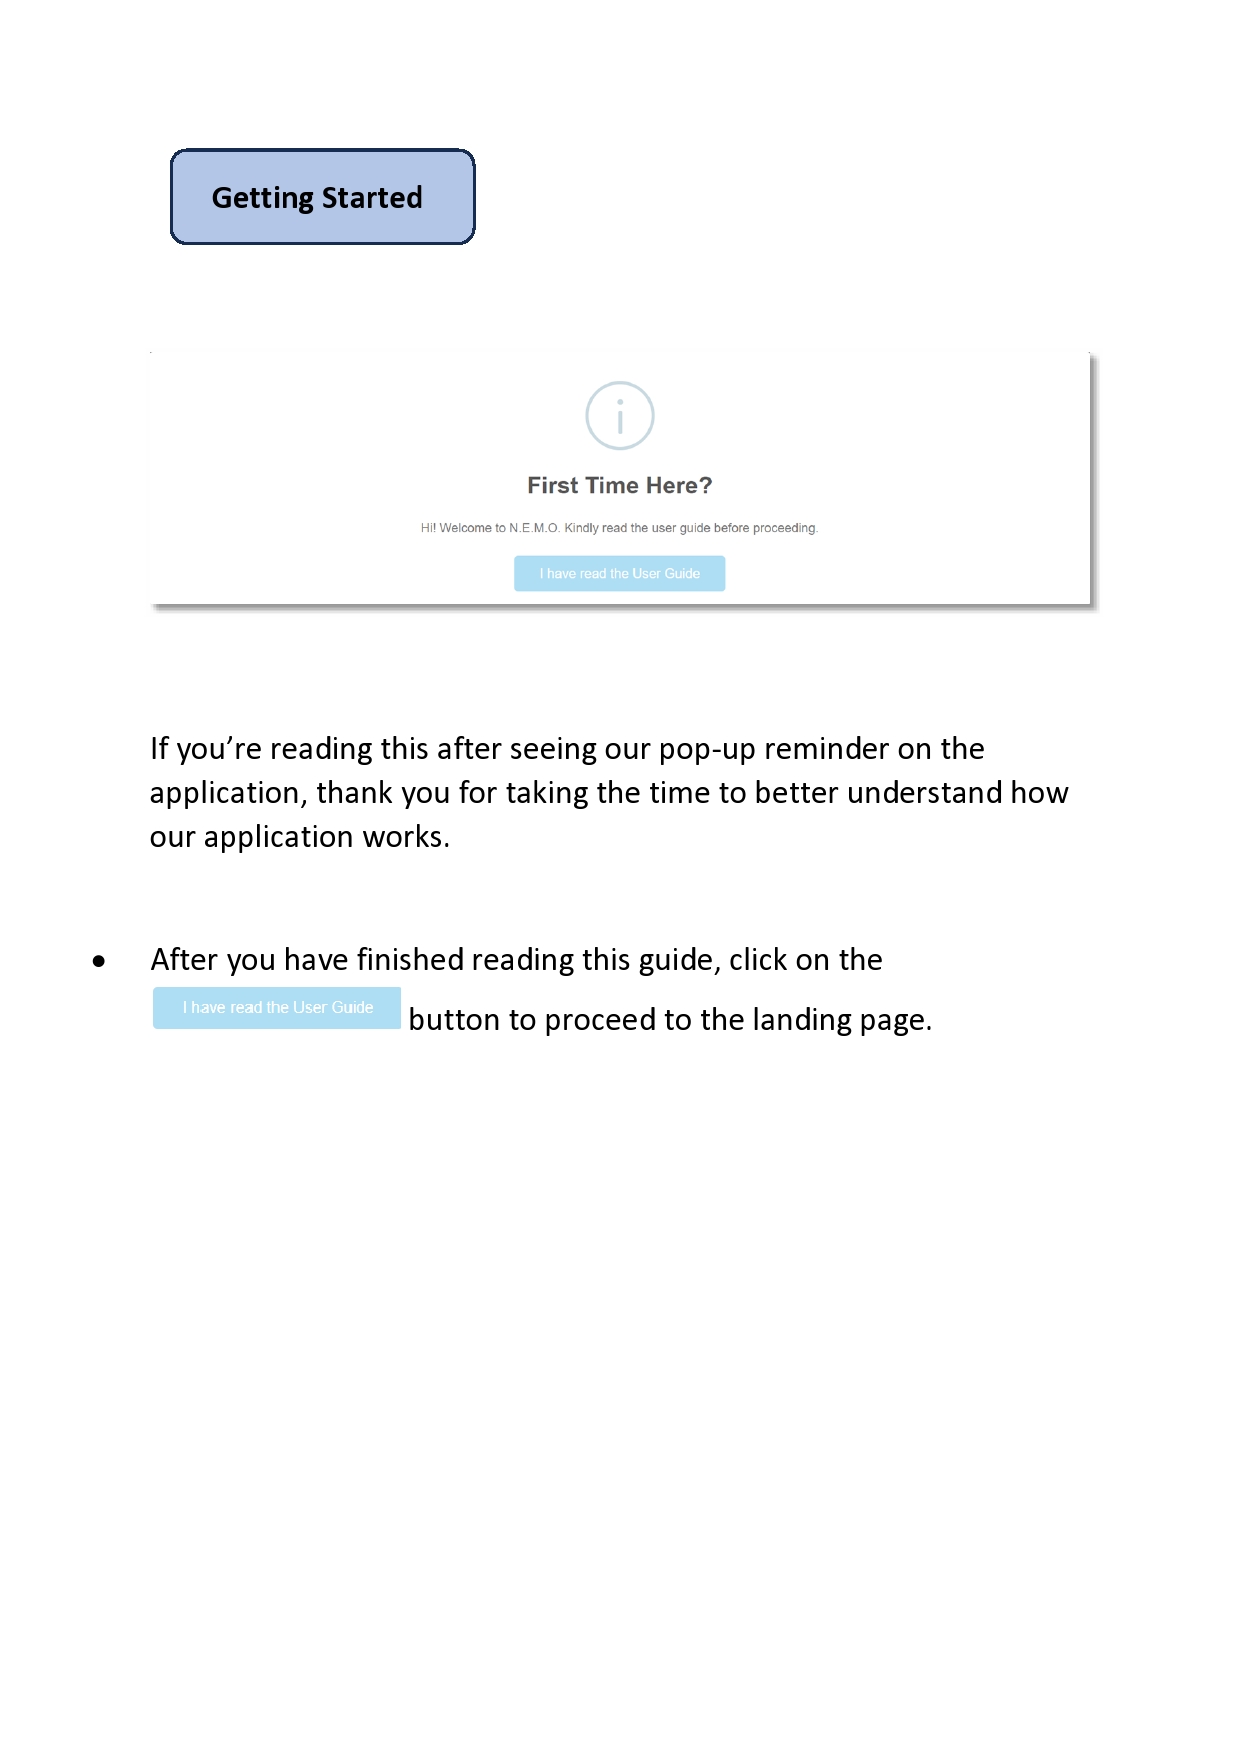 Getting Started
i
First Time Here?
Hi! Welcome to N.E.M.O. Kindly read the user guide before proceeding.
I have read the User Guide
If you’re reading this after seeing our pop-up reminder on the
application, thank you for taking the time to better understand how
our application works.
• After you have finished reading this guide, click on the
I have read the User Guide button to proceed to the landing page.